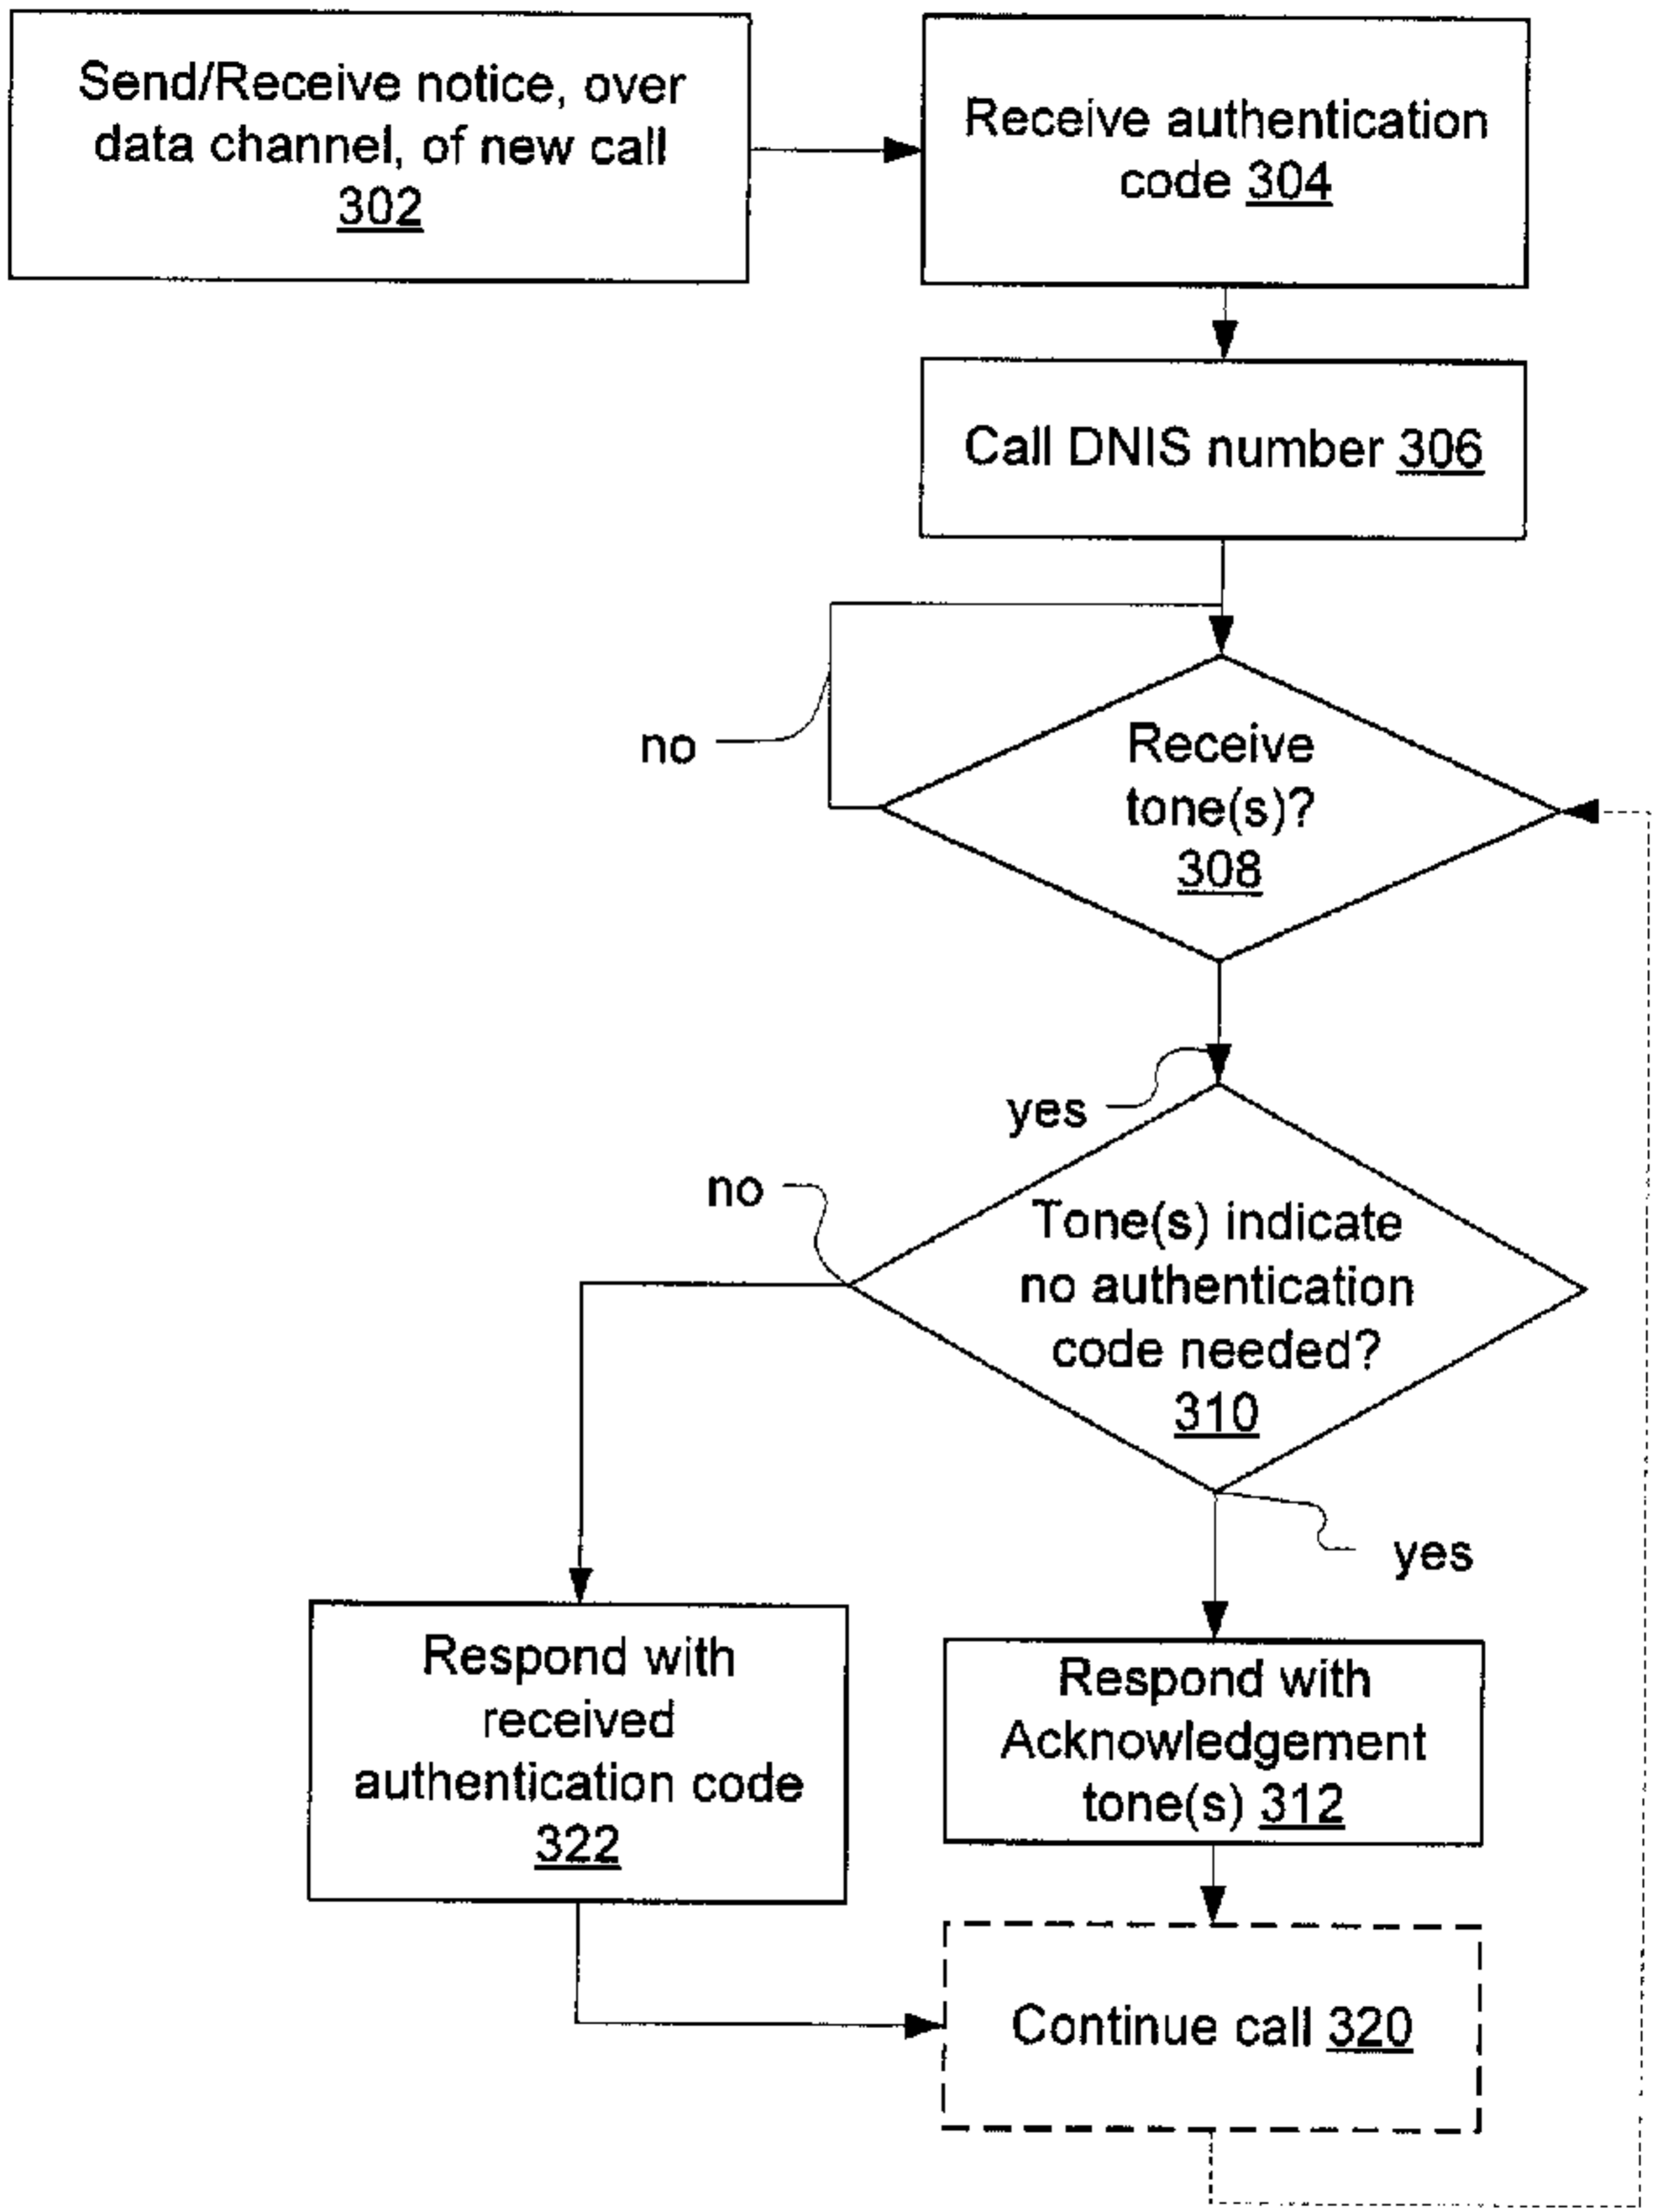 Send/Receive notice, over
data channel, of new call
302
Receive authentication
code 304
Call DNIS number 306
no
Receive
tone(s)?
308
yes
no
Tone(s) indicate
no authentication
code needed?
310
yes
Respond with
received
authentication code
322
Respond with
Acknowledgement
tone(s) 312
Continue call 320